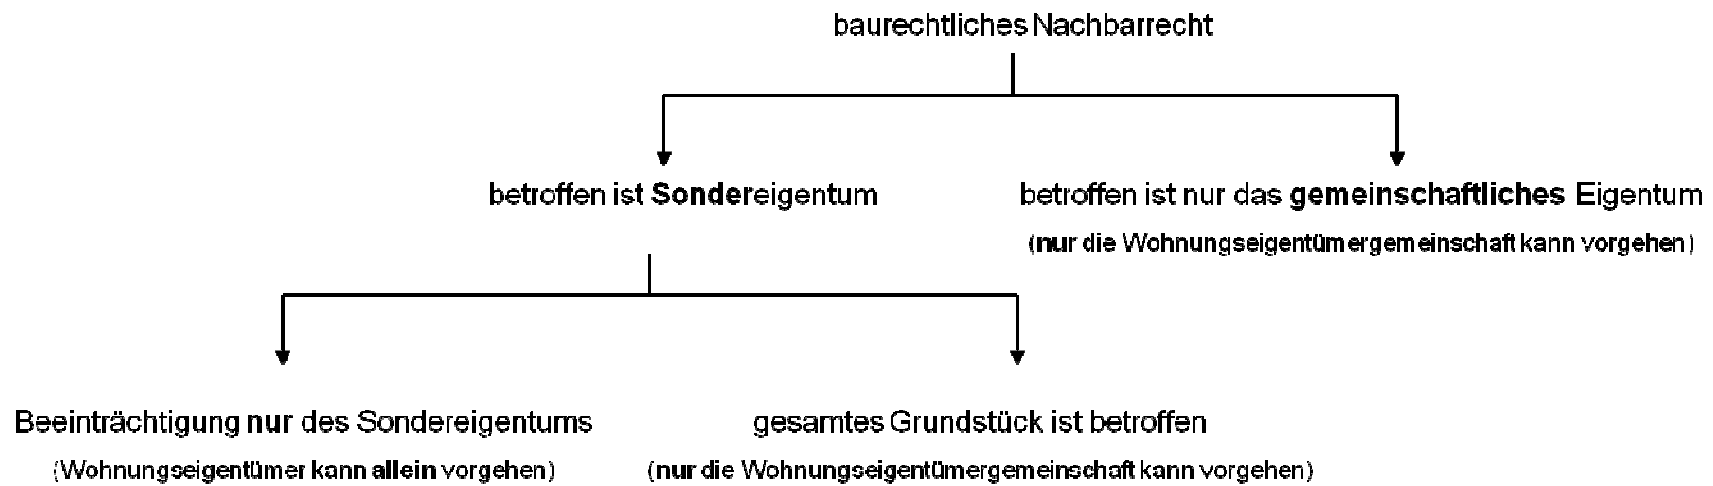 baurechtliches Nachbarrecht
betroffen ist Sondereigentum
betroffen ist nur das gemeinschaftliches Eigentum
(nur die Wohnungseigentümergemeinschaft kann vorgehen)
Beeinträchtigung nur des Sondereigentums
(Wohnungseigentümer kann allein vorgehen)
gesamtes Grundstück ist betroffen
(nur die Wohnungseigentümergemeinschaft kann vorgehen)